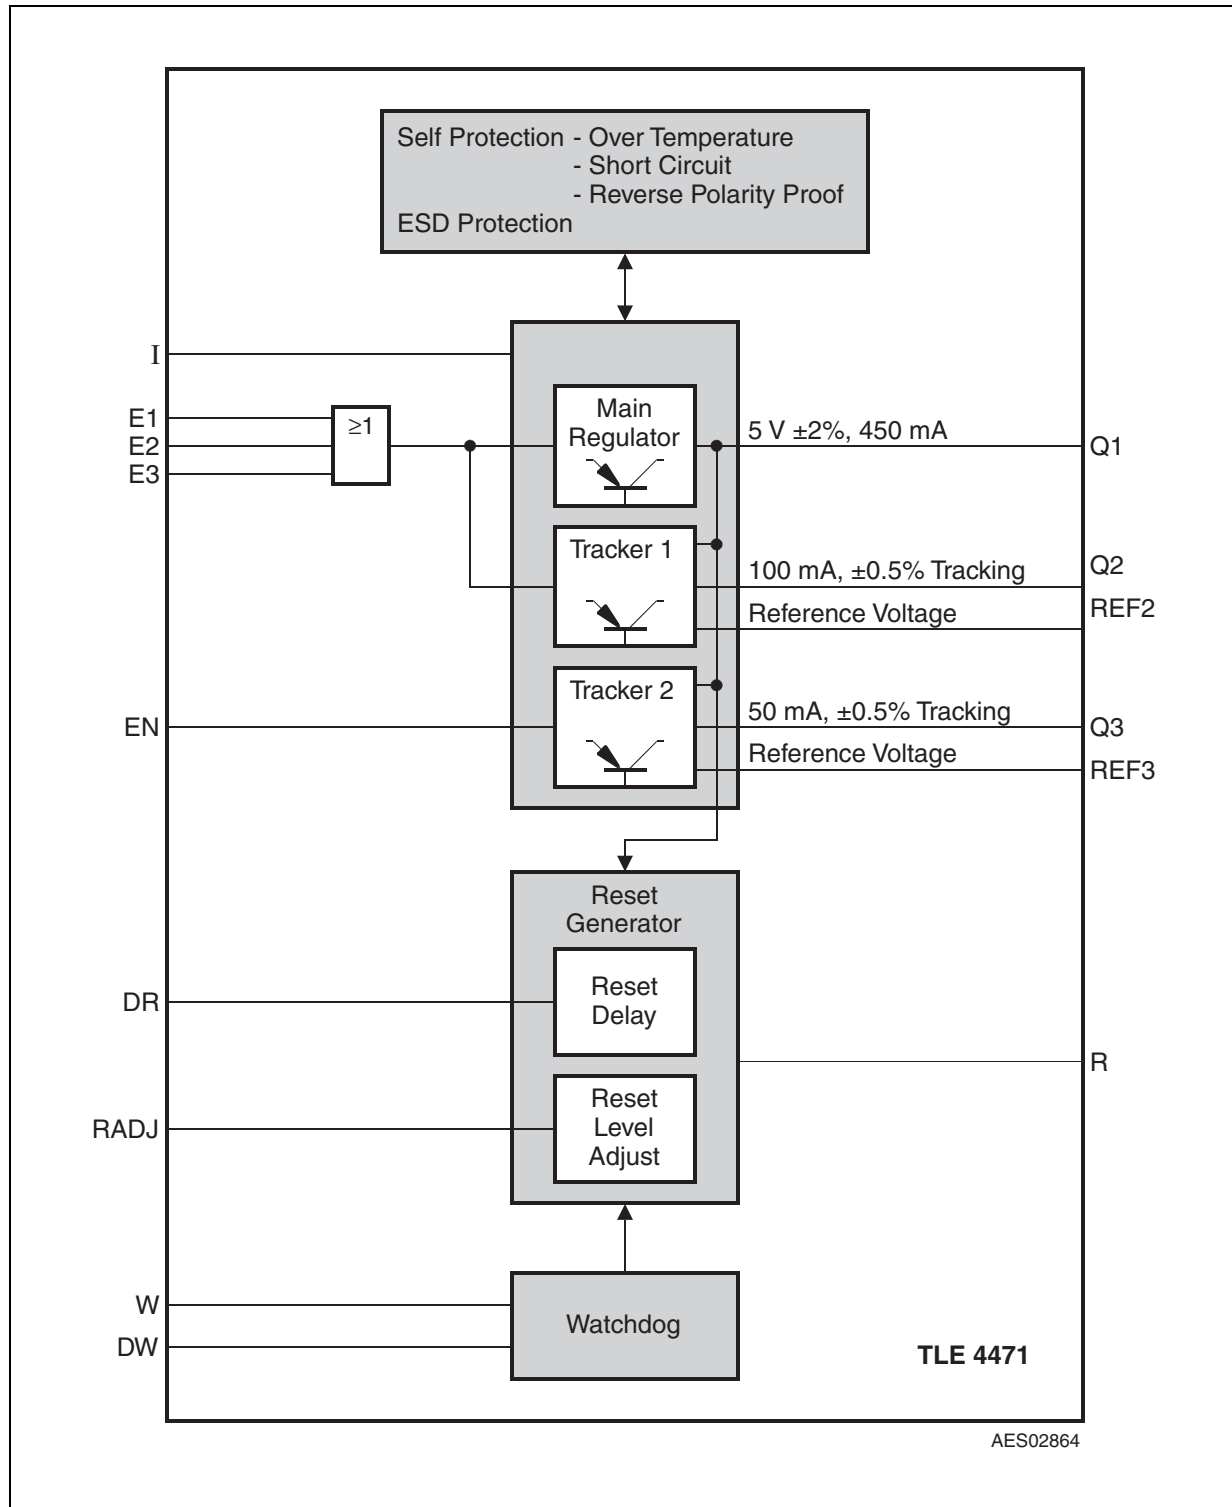 Self Protection - Over Temperature
- Short Circuit
- Reverse Polarity Proof
ESD Protection
I
E1
E2
E3
≥1
Main
Regulator
5 V ±2%, 450 mA
Q1
Tracker 1
100 mA, ±0.5% Tracking
Q2
Reference Voltage
REF2
Tracker 2
EN
50 mA, ±0.5% Tracking
Q3
Reference Voltage
REF3
Reset
Generator
DR
Reset
Delay
R
RADJ
Reset
Level
Adjust
W
DW
Watchdog
TLE 4471
AES02864